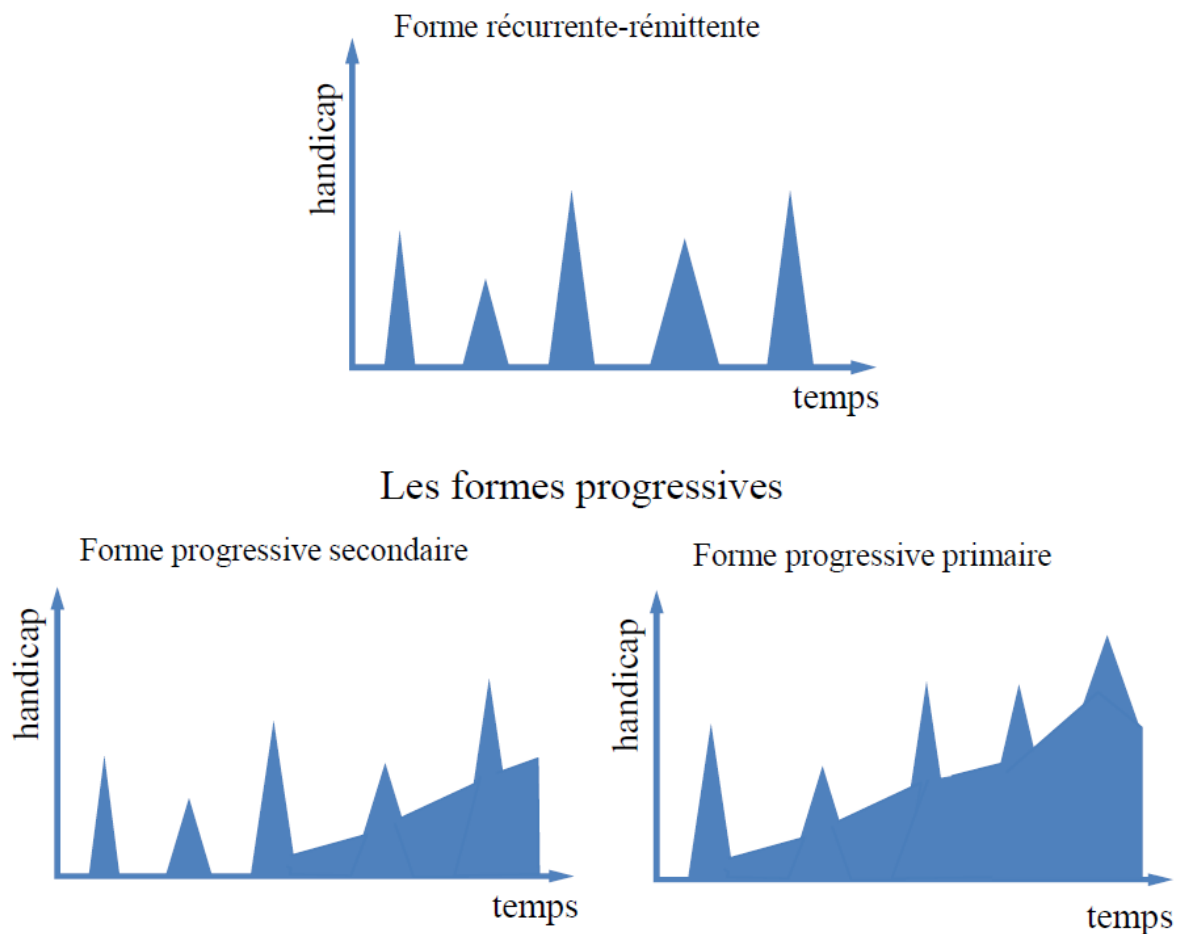 Forme récurrente-rémittente
handicap
temps
Les formes progressives
Forme progressive secondaire
handicap
temps
Forme progressive primaire
handicap
temps